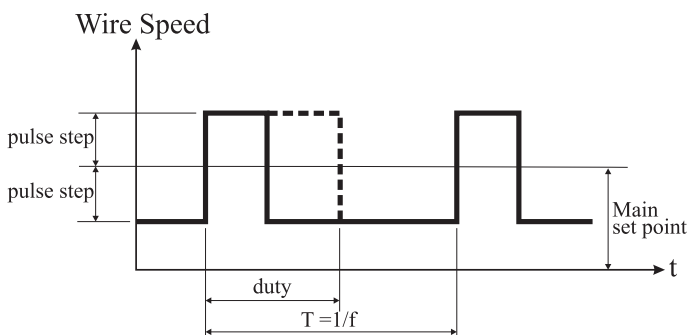 Wire Speed
pulse step
pulse step
Main
set point
t
duty
T =1/f